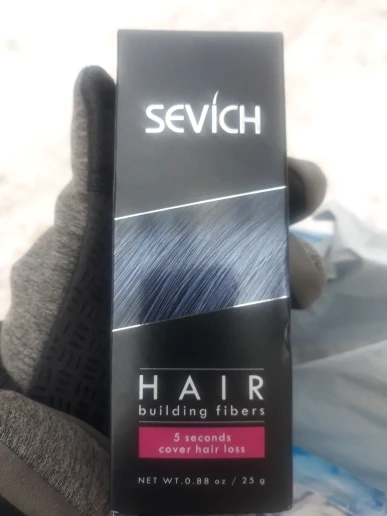 SEVICH
HAIR
building fibers
5 seconds
cover hair loss
NET WT. 0.88 oz / 25 g